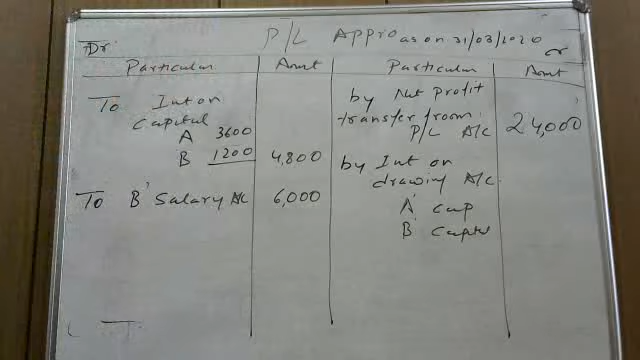 Dr. P/L Appro as on 31/03/2020 cr
Particular Amt Particular Amt
To Int on
Capital
A 3600
B 1200 4,800
To B' Salary A/c 6,000
by Net profit
transfer from
P/L A/C 24,000
by Int on
drawing A/c
A' Cap
B' Capt